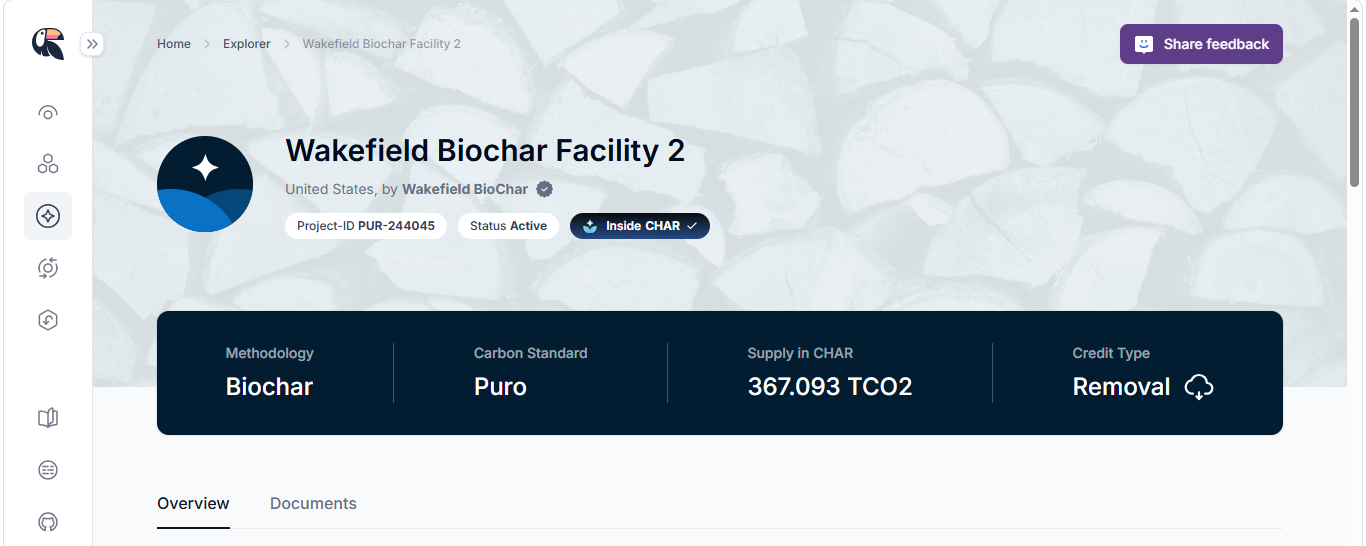 Home > Explorer > Wakefield Biochar Facility 2
Share feedback
Wakefield Biochar Facility 2
United States, by Wakefield BioChar
Project-ID PUR-244045 Status Active Inside CHAR
Methodology Carbon Standard Supply in CHAR Credit Type
Biochar Puro 367.093 TCO2 Removal
Overview Documents